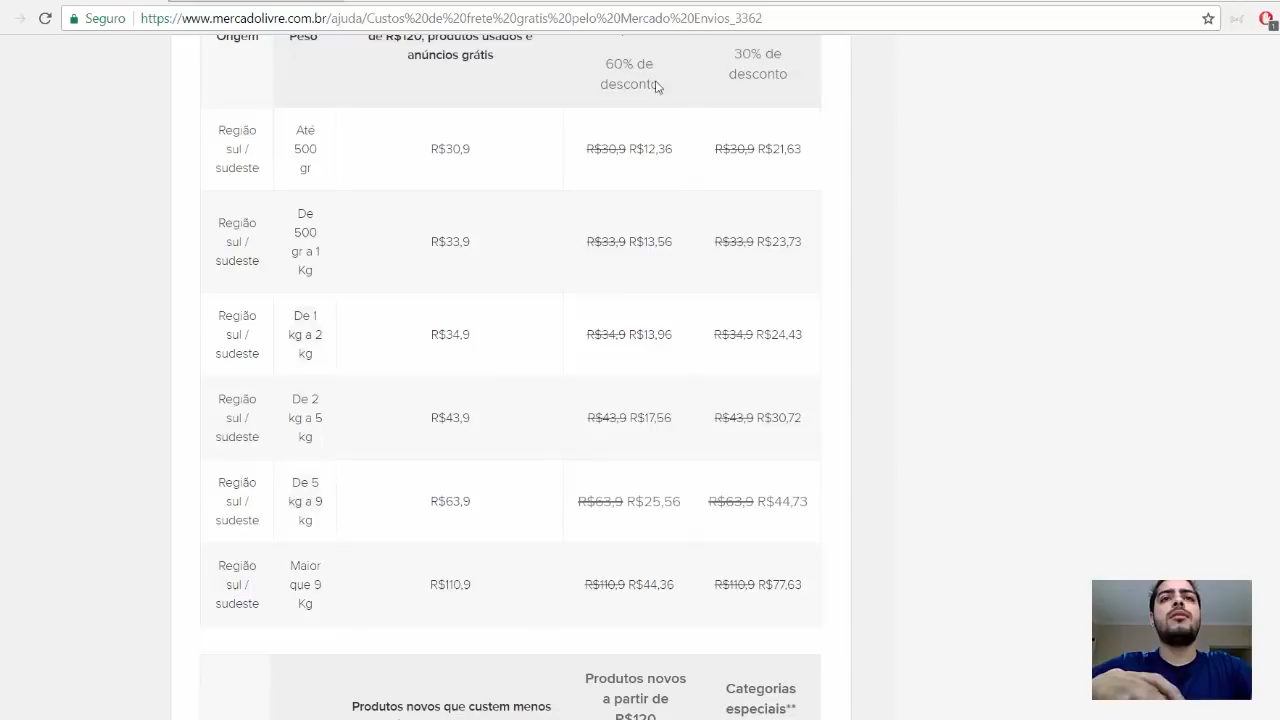 Seguro
https://www.mercadolivre.com.br/ajuda/Custos%20de%20frete%20gratis%20pelo%20Mercado%20Envios_3362
Origem
Peso
de R$120, produtos usados e
anúncios grátis
60% de
desconto
30% de
desconto
Região
sul /
sudeste
Até
500
gr
R$30,9
R$30,9 R$12,36
R$30,9 R$21,63
Região
sul /
sudeste
De
500
gr a 1
Kg
R$33,9
R$33,9 R$13,56
R$33,9 R$23,73
Região
sul /
sudeste
De 1
kg a 2
kg
R$34,9
R$34,9 R$13,96
R$34,9 R$24,43
Região
sul /
sudeste
De 2
kg a 5
kg
R$43,9
R$43,9 R$17,56
R$43,9 R$30,72
Região
sul /
sudeste
De 5
kg a 9
kg
R$63,9
R$63,9 R$25,56
R$63,9 R$44,73
Região
sul /
sudeste
Maior
que 9
Kg
R$110,9
R$110,9 R$44,36
R$110,9 R$77,63
Produtos novos que custem menos
Produtos novos
a partir de
R$120
Categorias
especiais**